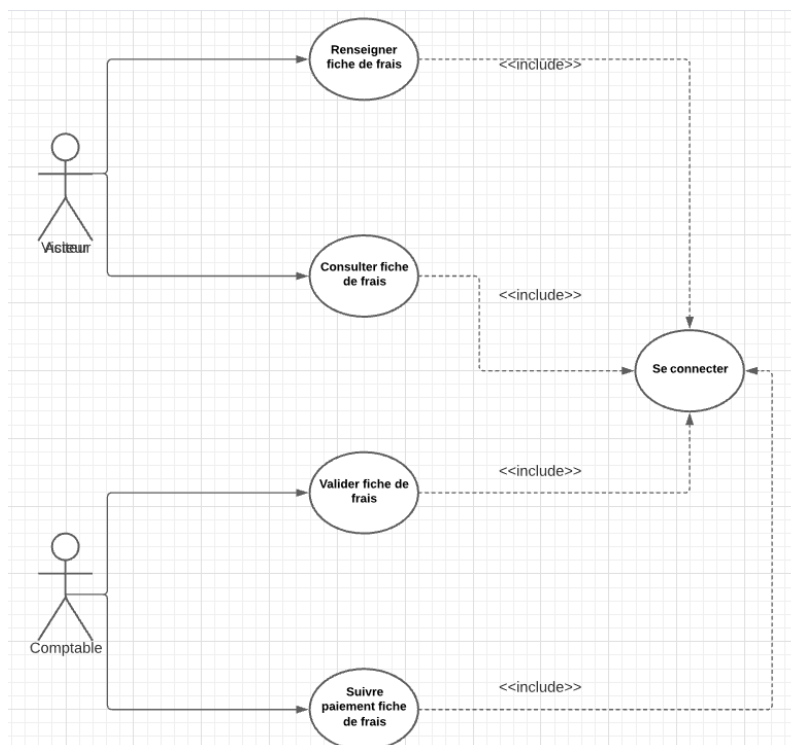 Renseigner
fiche de frais
<<include>>
Consulter fiche
de frais
<<include>>
Se connecter
Valider fiche de
frais
<<include>>
Comptable
Suivre
paiement fiche
de frais
<<include>>